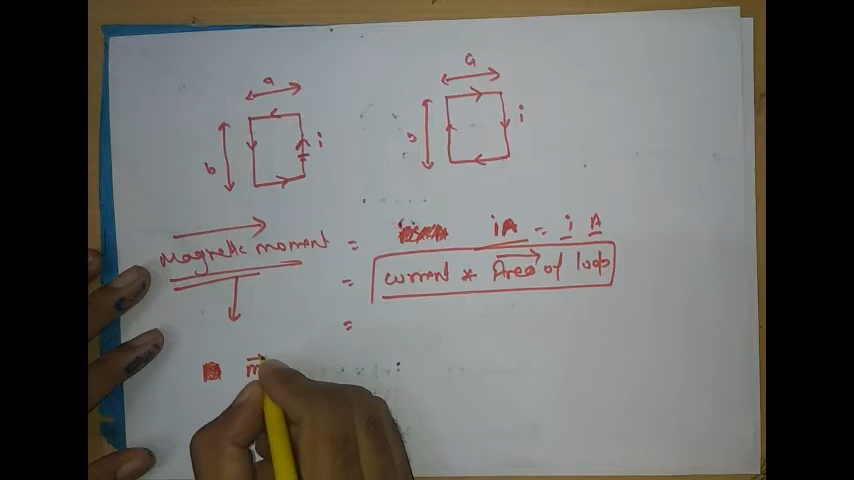 a
a
b
i
b
i
Magnetic moment = iA = i A
= current * Area of loop
=
m